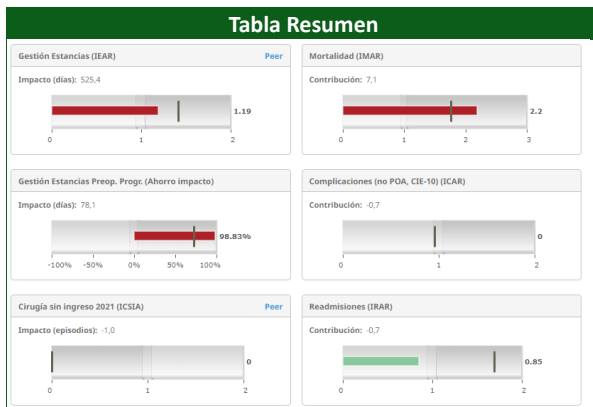 Tabla Resumen
Gestión Estancias (IEAR) Peer
Impacto (días): 525,4
1.19
0 1 2
Mortalidad (IMAR)
Contribución: 7,1
2.2
0 1 2 3
Gestión Estancias Preop. Progr. (Ahorro impacto)
Impacto (días): 78,1
98.83%
-100% -50% 0% 50% 100%
Complicaciones (no POA, CIE-10) (ICAR)
Contribución: -0,7
0
0 1 2
Cirugía sin ingreso 2021 (ICSIA) Peer
Impacto (episodios): -1,0
0
0 1 2
Readmisiones (IRAR)
Contribución: -0,7
0.85
0 1 2